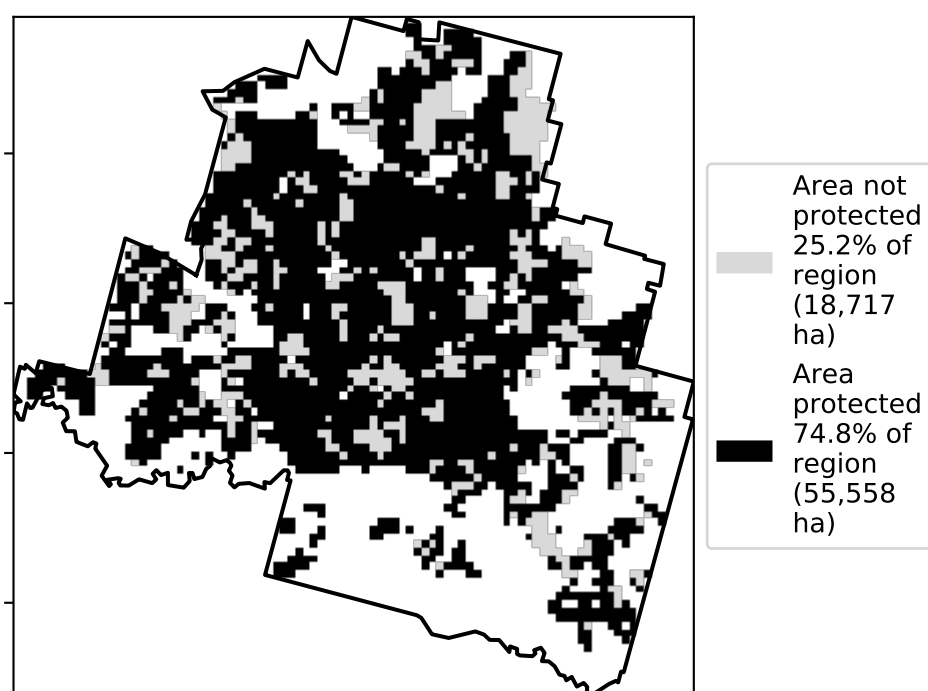 Area not
protected
25.2% of
region
(18,717
ha)
Area
protected
74.8% of
region
(55,558
ha)